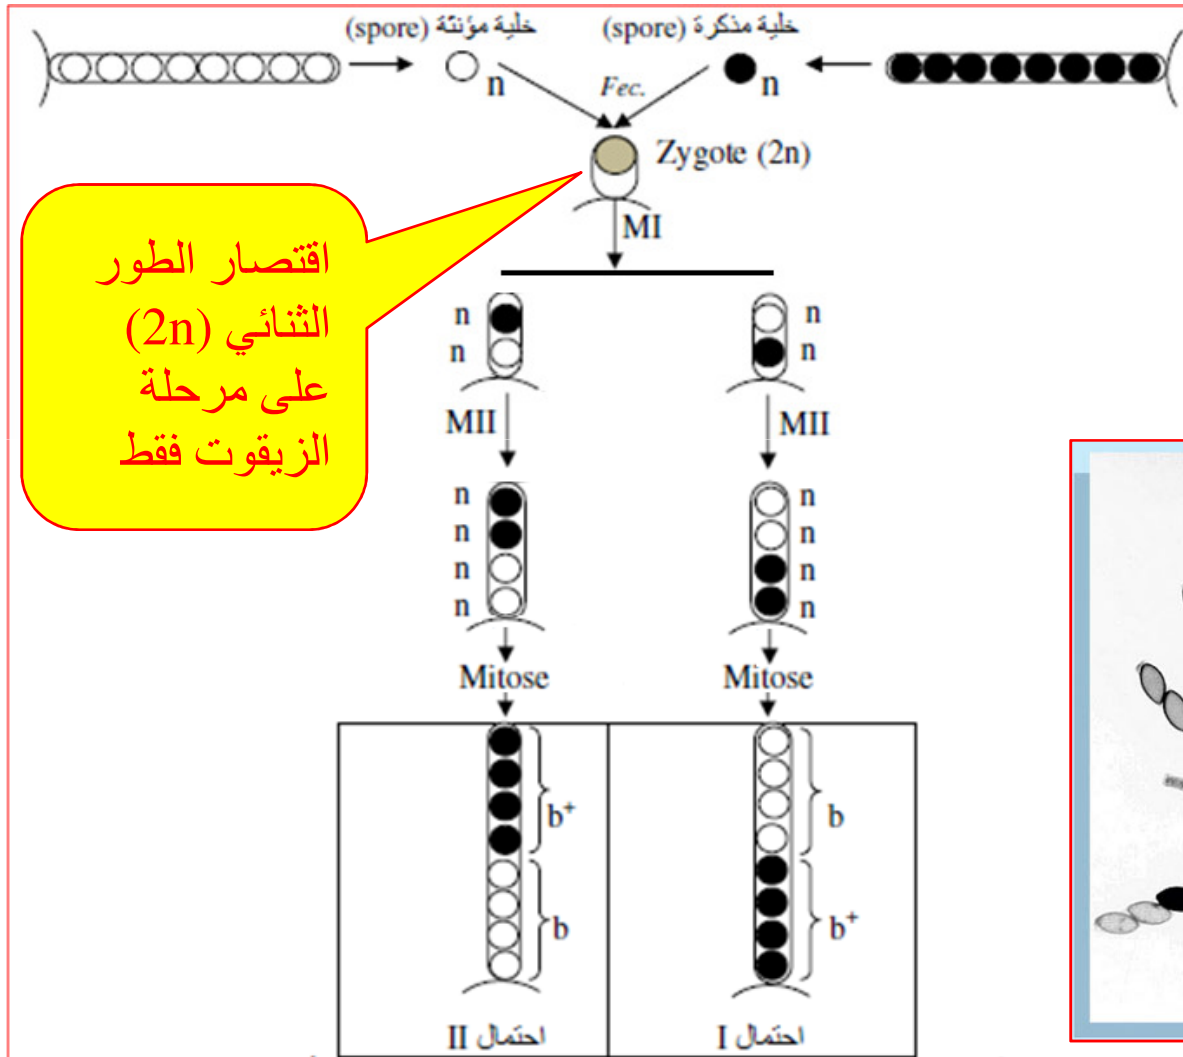 خلية مؤنثة (spore)
خلية مذكرة (spore)
n
Fec.
n
Zygote (2n)
MI
اقتصار الطور
الثنائي (2n)
على مرحلة
الزيقوت فقط
n
n
n
n
MII
MII
n
n
n
n
n
n
n
n
Mitose
Mitose
b⁺
b
b
b⁺
احتمال II
احتمال I